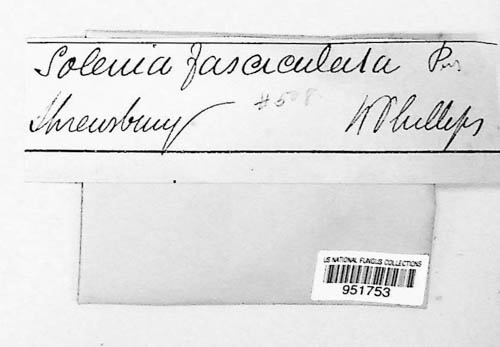 Solenia fasciculata Pers
Shrewsbury #508 W Phillips
US NATIONAL FUNGUS COLLECTIONS
951753